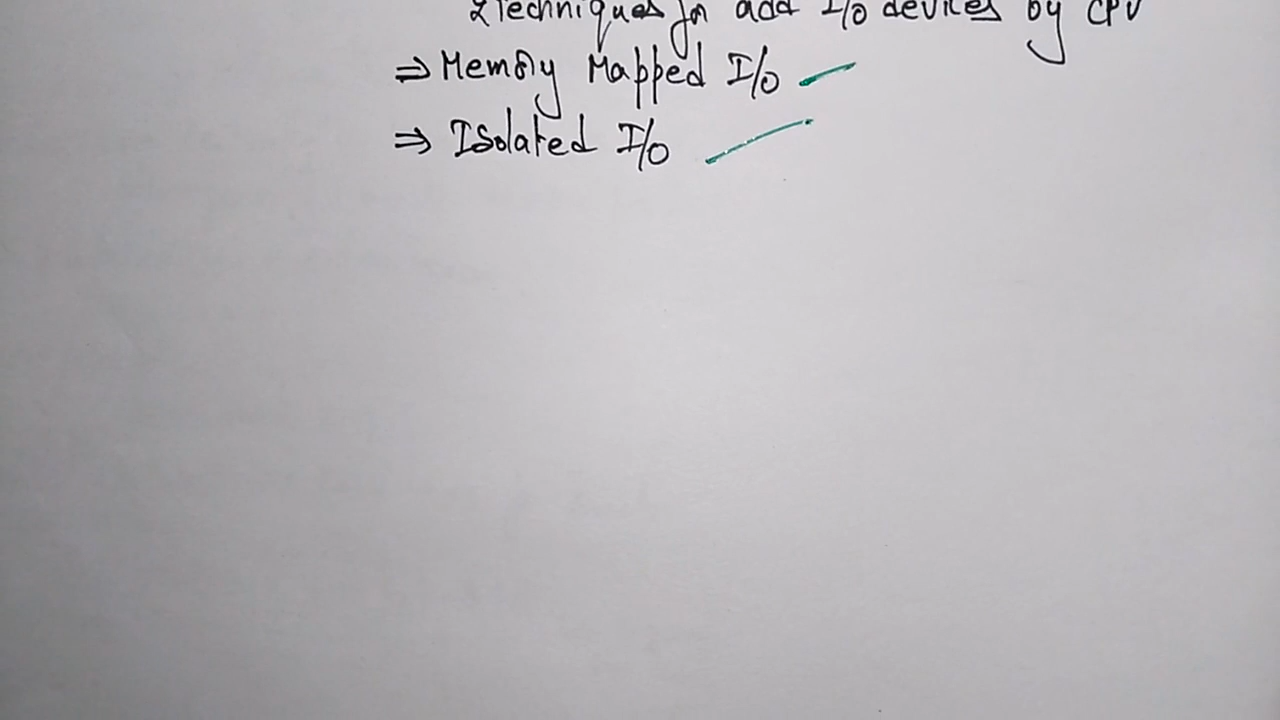 2 Techniques for add I/o devices by CPU
⇒ Memory Mapped I/o
⇒ Isolated I/o